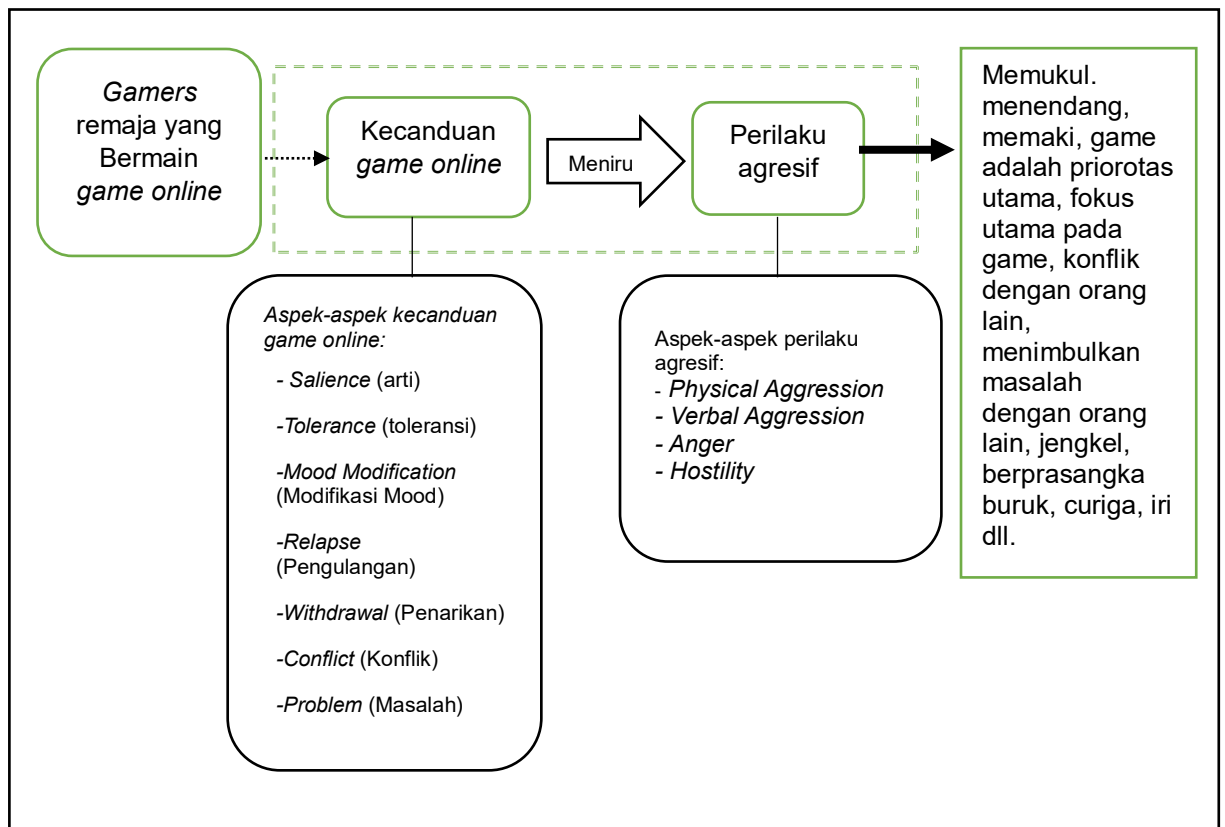 Gamers
remaja yang
Bermain
game online
Kecanduan
game online
Meniru
Perilaku
agresif
Memukul.
menendang,
memaki, game
adalah priorotas
utama, fokus
utama pada
game, konflik
dengan orang
lain,
menimbulkan
masalah
dengan orang
lain, jengkel,
berprasangka
buruk, curiga, iri
dll.
Aspek-aspek kecanduan
game online:
- Salience (arti)
-Tolerance (toleransi)
-Mood Modification
(Modifikasi Mood)
-Relapse
(Pengulangan)
-Withdrawal (Penarikan)
-Conflict (Konflik)
-Problem (Masalah)
Aspek-aspek perilaku
agresif:
- Physical Aggression
- Verbal Aggression
- Anger
- Hostility